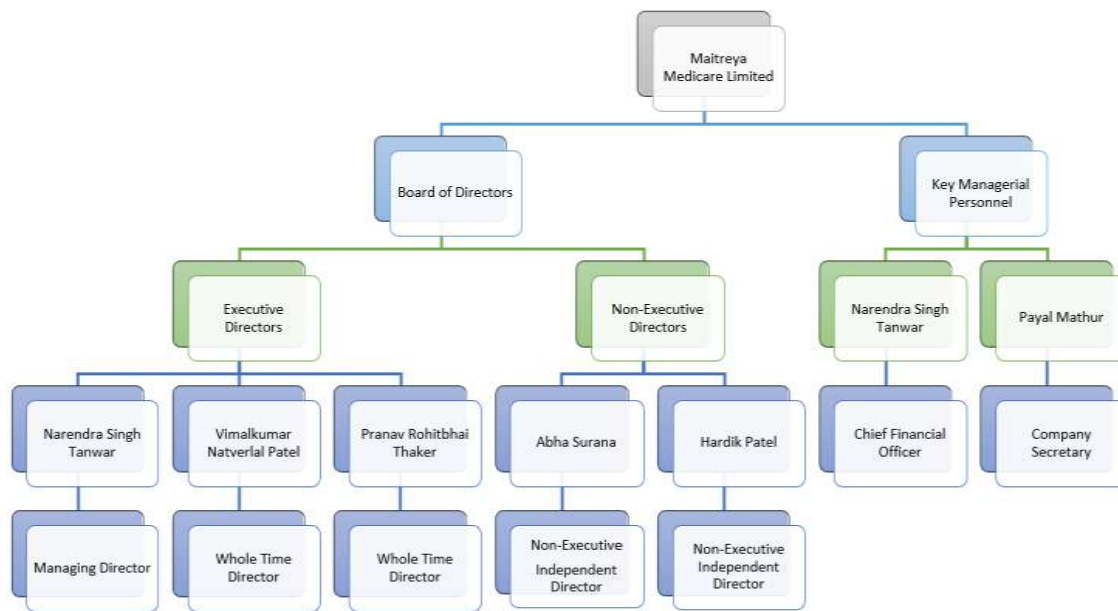 Maitreya
Medicare Limited
Board of Directors
Key Managerial
Personnel
Executive
Directors
Non-Executive
Directors
Narendra Singh
Tanwar
Payal Mathur
Narendra Singh
Tanwar
Vimalkumar
Natverlal Patel
Pranav Rohitbhai
Thaker
Abha Surana
Hardik Patel
Chief Financial
Officer
Company
Secretary
Managing Director
Whole Time
Director
Whole Time
Director
Non-Executive
Independent
Director
Non-Executive
Independent
Director